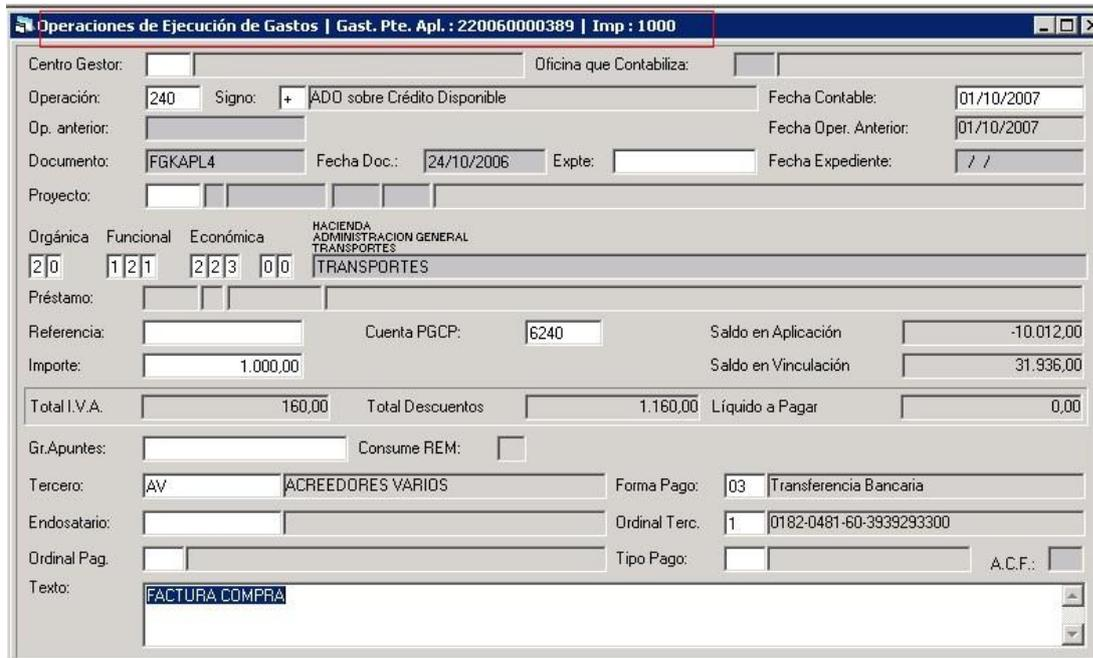 Operaciones de Ejecución de Gastos | Gast. Pte. Apl. : 220060000389 | Imp : 1000
Centro Gestor: Oficina que Contabiliza:
Operación: 240 Signo: + ADO sobre Crédito Disponible Fecha Contable: 01/10/2007
Op. anterior: Fecha Oper. Anterior: 01/10/2007
Documento: FGKAPL4 Fecha Doc.: 24/10/2006 Expte: Fecha Expediente: / /
Proyecto:
HACIENDA
ADMINISTRACION GENERAL
TRANSPORTES
Orgánica Funcional Económica
20 121 223 00 TRANSPORTES
Préstamo:
Referencia: Cuenta PGCP: 6240 Saldo en Aplicación -10.012,00
Importe: 1.000,00 Saldo en Vinculación 31.936,00
Total I.V.A. 160,00 Total Descuentos 1.160,00 Líquido a Pagar 0,00
Gr.Apuntes: Consume REM:
Tercero: AV ACREEDORES VARIOS Forma Pago: 03 Transferencia Bancaria
Endosatario: Ordinal Terc. 1 0182-0481-60-3939293300
Ordinal Pag. Tipo Pago: A.C.F.:
Texto: FACTURA COMPRA